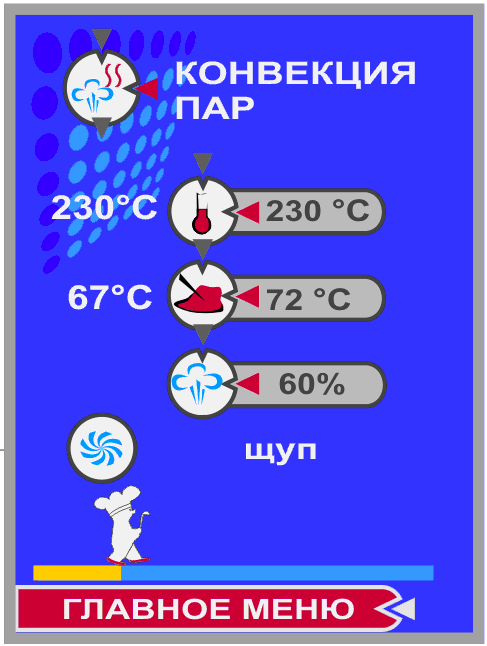 КОНВЕКЦИЯ
ПАР
230°C 230 °C
67°C 72 °C
60%
щуп
ГЛАВНОЕ МЕНЮ